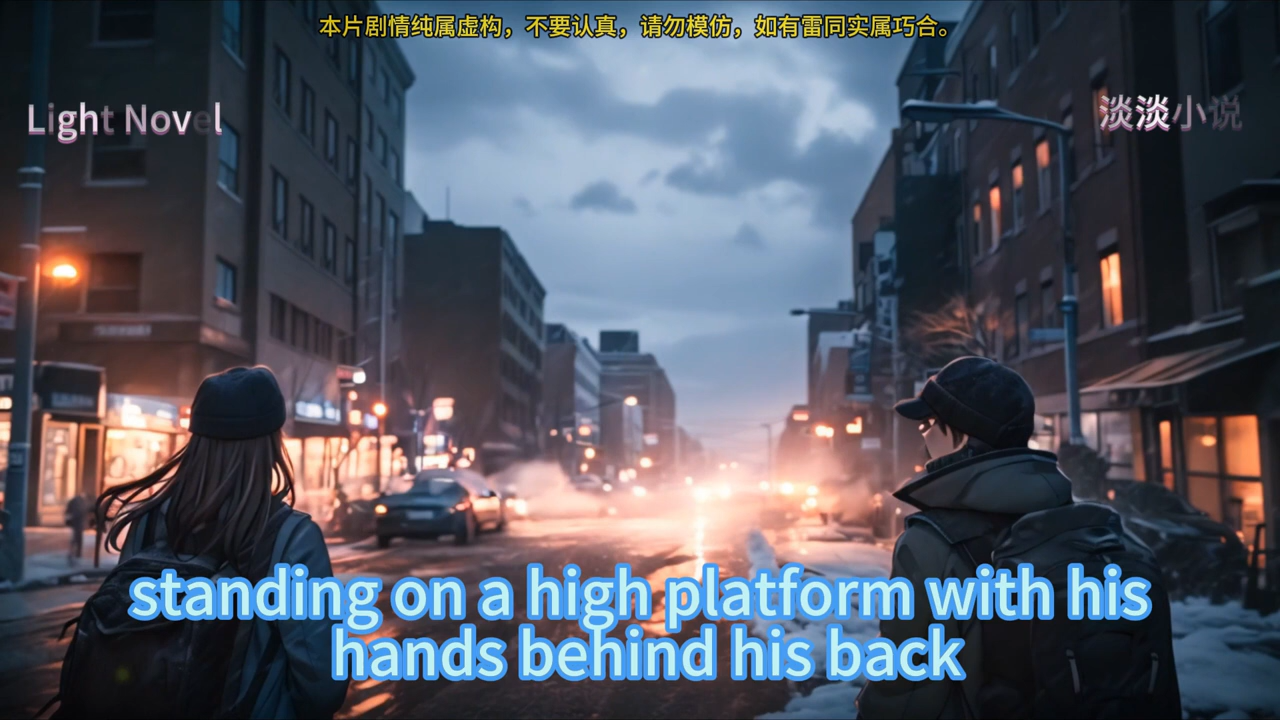 本片剧情纯属虚构，不要认真，请勿模仿，如有雷同实属巧合。
Light Novel
淡淡小说
standing on a high platform with his
hands behind his back